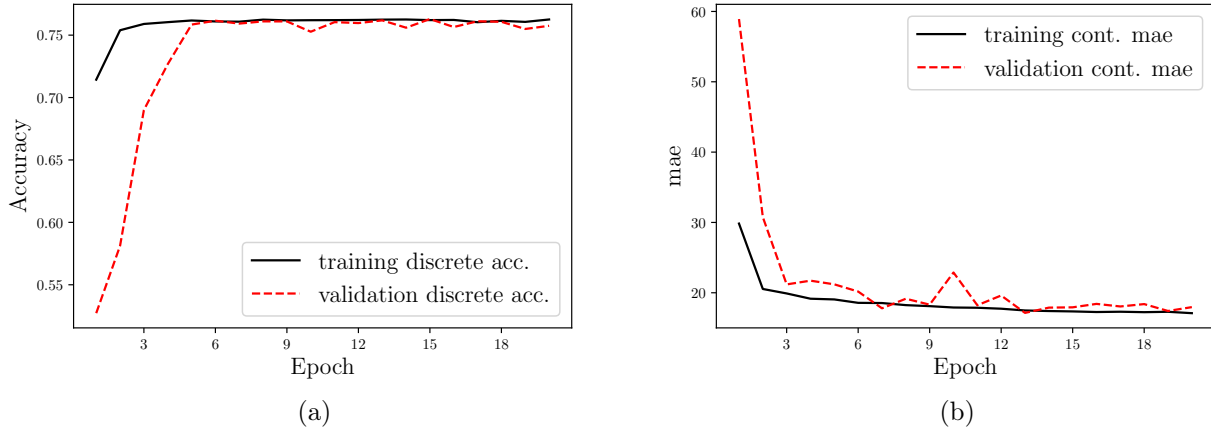 0.75
0.70
0.65
0.60
0.55
Accuracy
training discrete acc.
validation discrete acc.
3 6 9 12 15 18
Epoch
(a)
60
50
40
30
20
mae
training cont. mae
validation cont. mae
3 6 9 12 15 18
Epoch
(b)